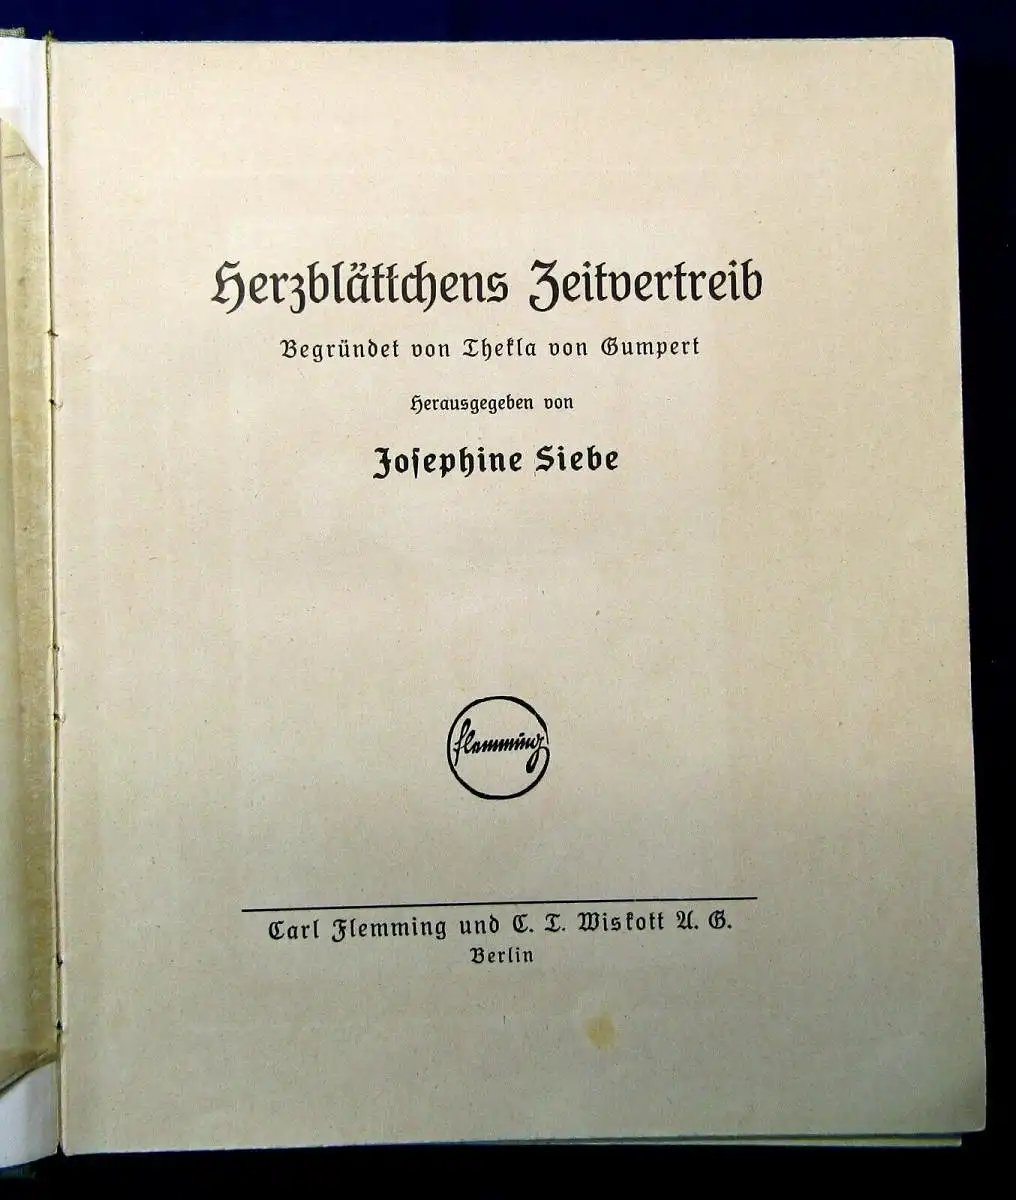 Herzblättchens Zeitvertreib
Begründet von Thekla von Gumpert
Herausgegeben von
Josephine Siebe
flemming
Carl Flemming und C. T. Wiskott A. G.
Berlin